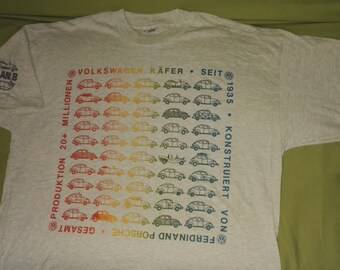 VOLKSWAGEN KÄFER • SEIT
1935 • KONSTRUIERT VON
FERDINAND PORSCHE •
GESAMT
PRODUKTION 20+ MILLIONEN